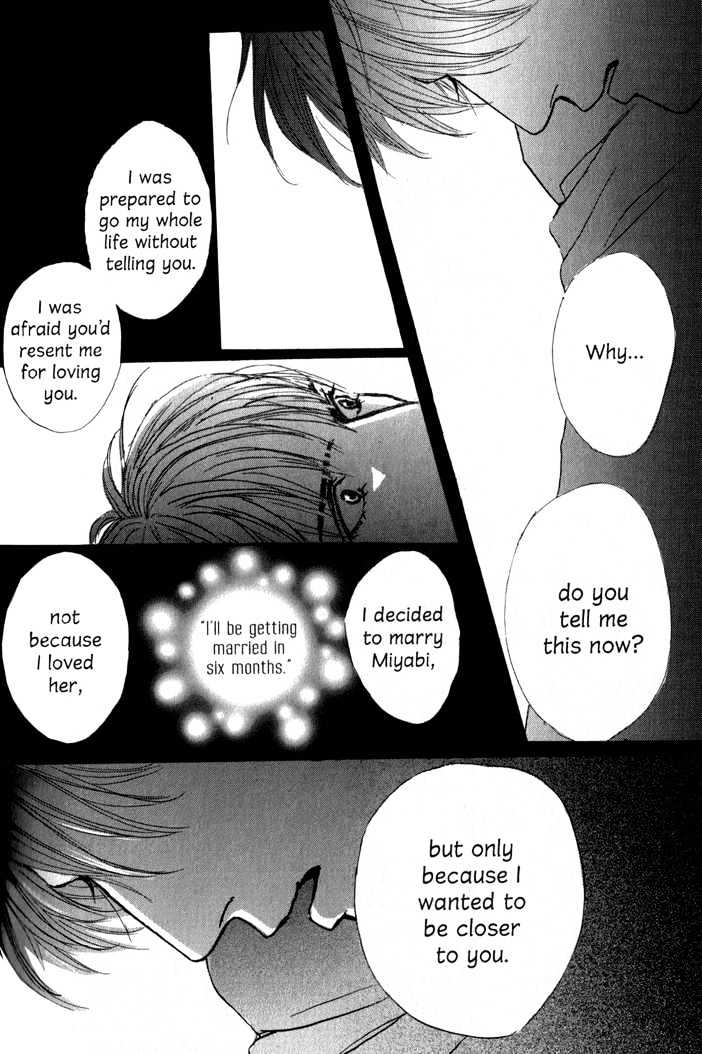 Why...
do you
tell me
this now?
I was
prepared to
go my whole
life without
telling you.
I was
afraid you'd
resent me
for loving
you.
I decided
to marry
Miyabi,
"I'll be getting
married in
six months."
not
because
I loved
her,
but only
because I
wanted to
be closer
to you.